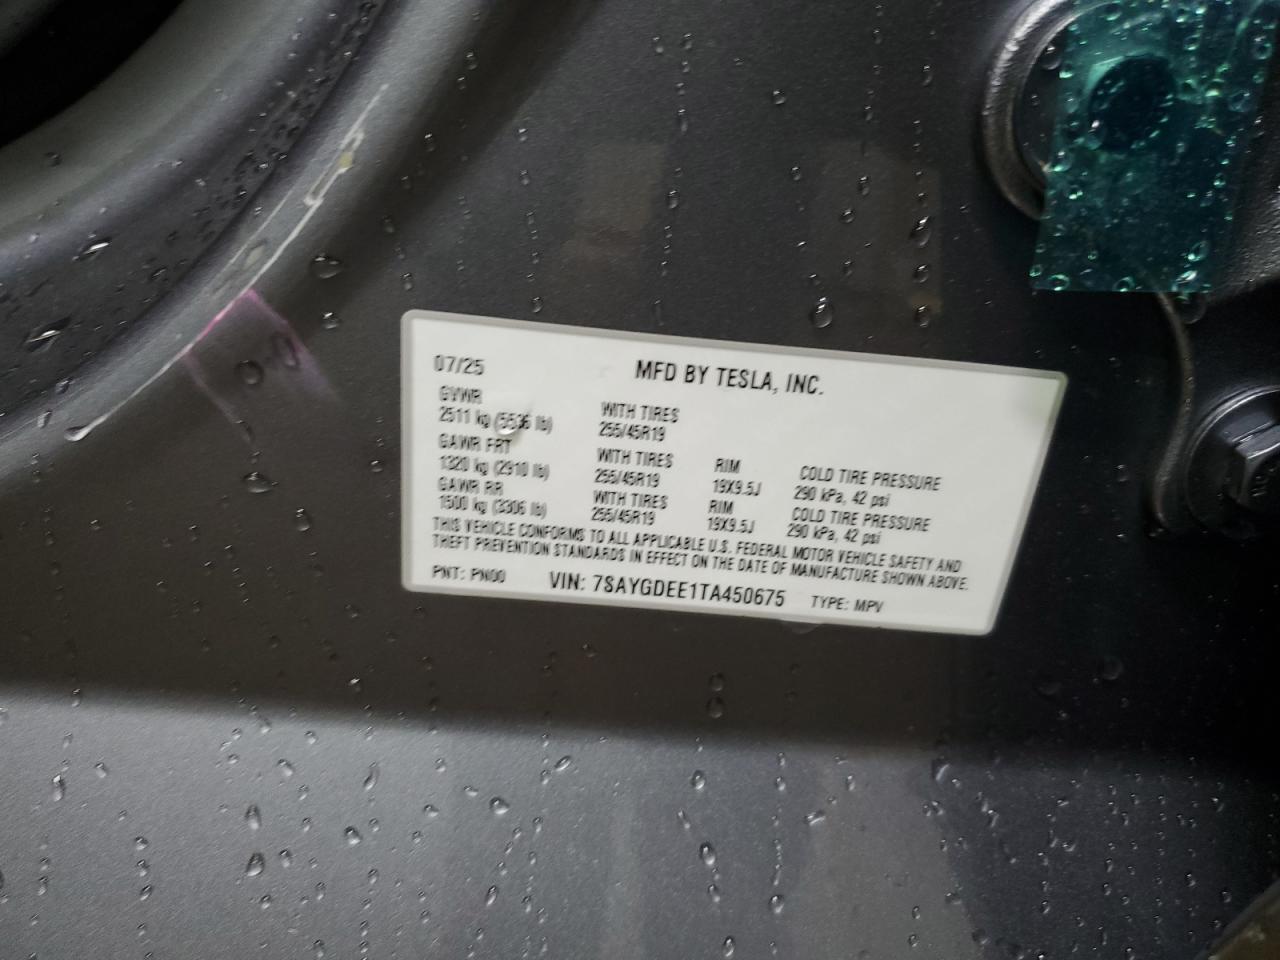 07/25 MFD BY TESLA, INC.
GVWR
2511 kg (5536 lb) WITH TIRES 255/45R19
GAWR FRT
1320 kg (2910 lb) WITH TIRES 255/45R19 RIM 19X9.5J COLD TIRE PRESSURE 290 kPa, 42 psi
GAWR RR
1500 kg (3306 lb) WITH TIRES 255/45R19 RIM 19X9.5J COLD TIRE PRESSURE 290 kPa, 42 psi
THIS VEHICLE CONFORMS TO ALL APPLICABLE U.S. FEDERAL MOTOR VEHICLE SAFETY AND
THEFT PREVENTION STANDARDS IN EFFECT ON THE DATE OF MANUFACTURE SHOWN ABOVE.
PNT: PN00 VIN: 7SAYGDEE1TA450675 TYPE: MPV